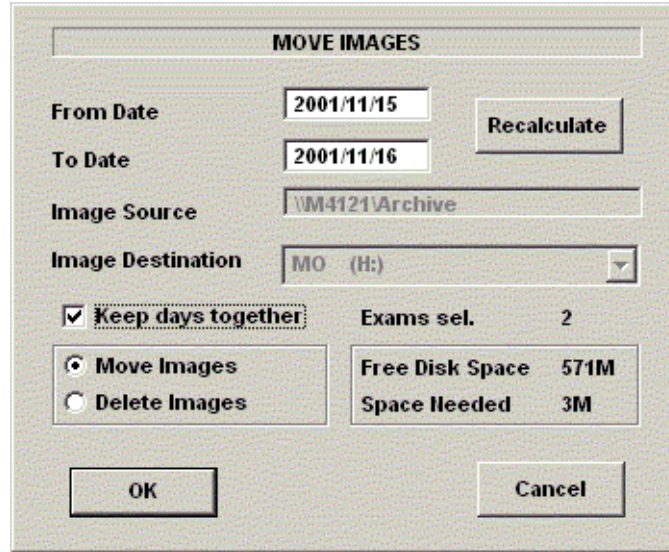 MOVE IMAGES
From Date 2001/11/15
Recalculate
To Date 2001/11/16
Image Source \\M4121\Archive
Image Destination MO (H:)
Keep days together Exams sel. 2
Move Images Free Disk Space 571M
Delete Images Space Needed 3M
OK Cancel